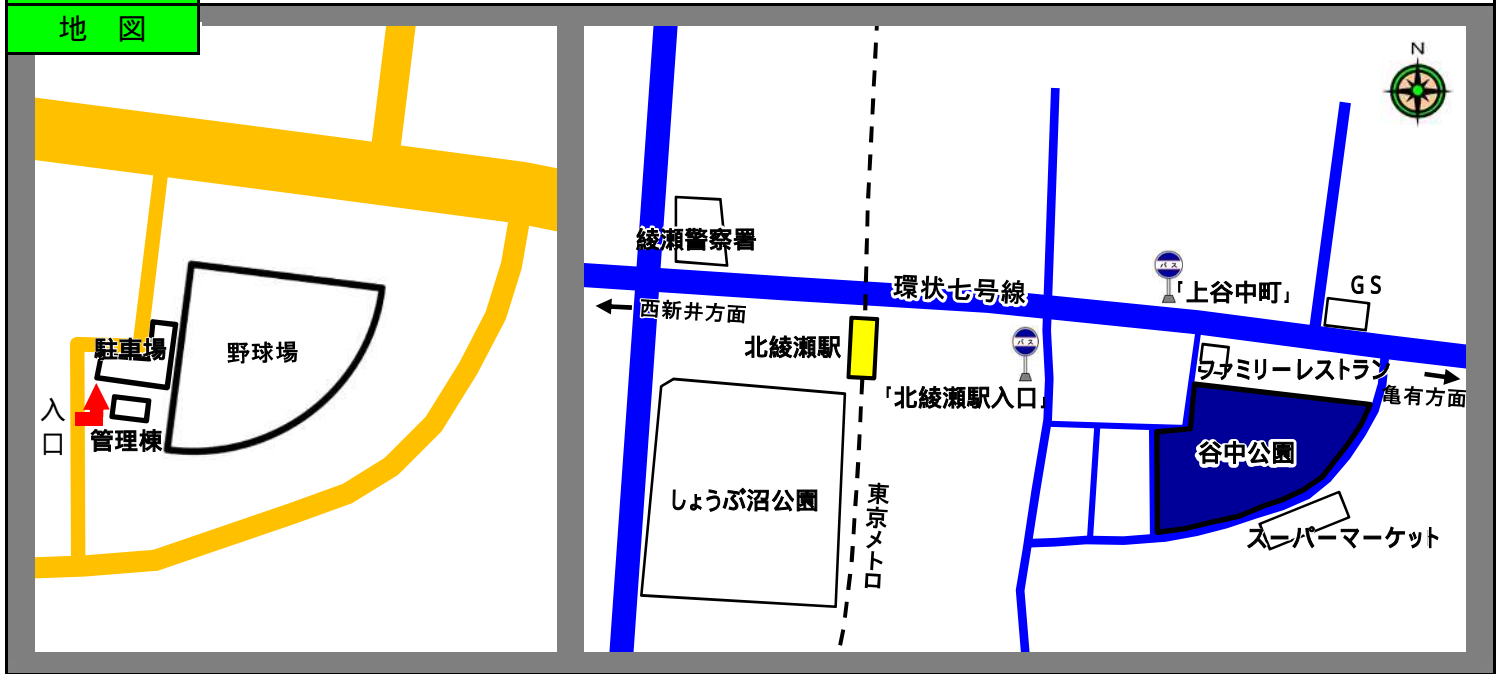 地 図
駐車場
野球場
入
口
管理棟
N
綾瀬警察署
環状七号線
「上谷中町」
GS
西新井方面
北綾瀬駅
ファミリーレストラン
「北綾瀬駅入口」
亀有方面
谷中公園
しょうぶ沼公園
東京メトロ
スーパーマーケット
バス
バス